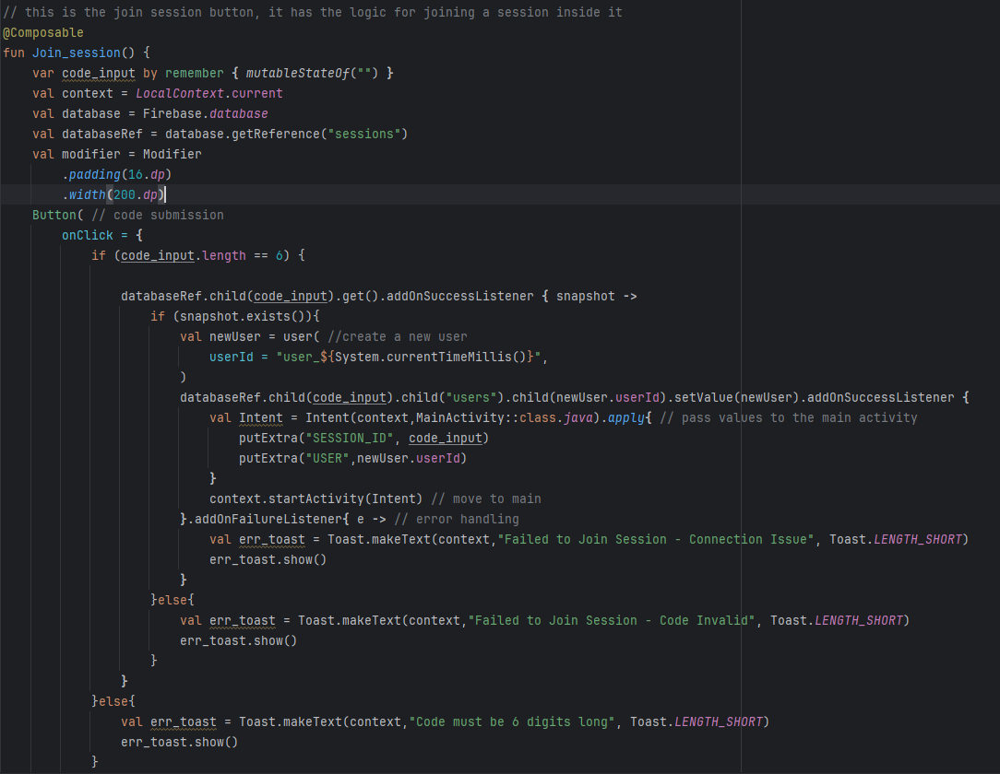 // this is the join session button, it has the logic for joining a session inside it
@Composable
fun Join_session() {
    var code_input by remember { mutableStateOf("") }
    val context = LocalContext.current
    val database = Firebase.database
    val databaseRef = database.getReference("sessions")
    val modifier = Modifier
        .padding(16.dp)
        .width(200.dp)
    Button( // code submission
        onClick = {
            if (code_input.length == 6) {

                databaseRef.child(code_input).get().addOnSuccessListener { snapshot ->
                    if (snapshot.exists()){
                        val newUser = user( //create a new user
                            userId = "user_${System.currentTimeMillis()}",
                        )
                        databaseRef.child(code_input).child("users").child(newUser.userId).setValue(newUser).addOnSuccessListener {
                            val Intent = Intent(context,MainActivity::class.java).apply{ // pass values to the main activity
                                putExtra("SESSION_ID", code_input)
                                putExtra("USER",newUser.userId)
                            }
                            context.startActivity(Intent) // move to main
                        }.addOnFailureListener{ e -> // error handling
                            val err_toast = Toast.makeText(context,"Failed to Join Session - Connection Issue", Toast.LENGTH_SHORT)
                            err_toast.show()
                        }
                    }else{
                        val err_toast = Toast.makeText(context,"Failed to Join Session - Code Invalid", Toast.LENGTH_SHORT)
                        err_toast.show()
                    }
                }
            }else{
                val err_toast = Toast.makeText(context,"Code must be 6 digits long", Toast.LENGTH_SHORT)
                err_toast.show()
            }